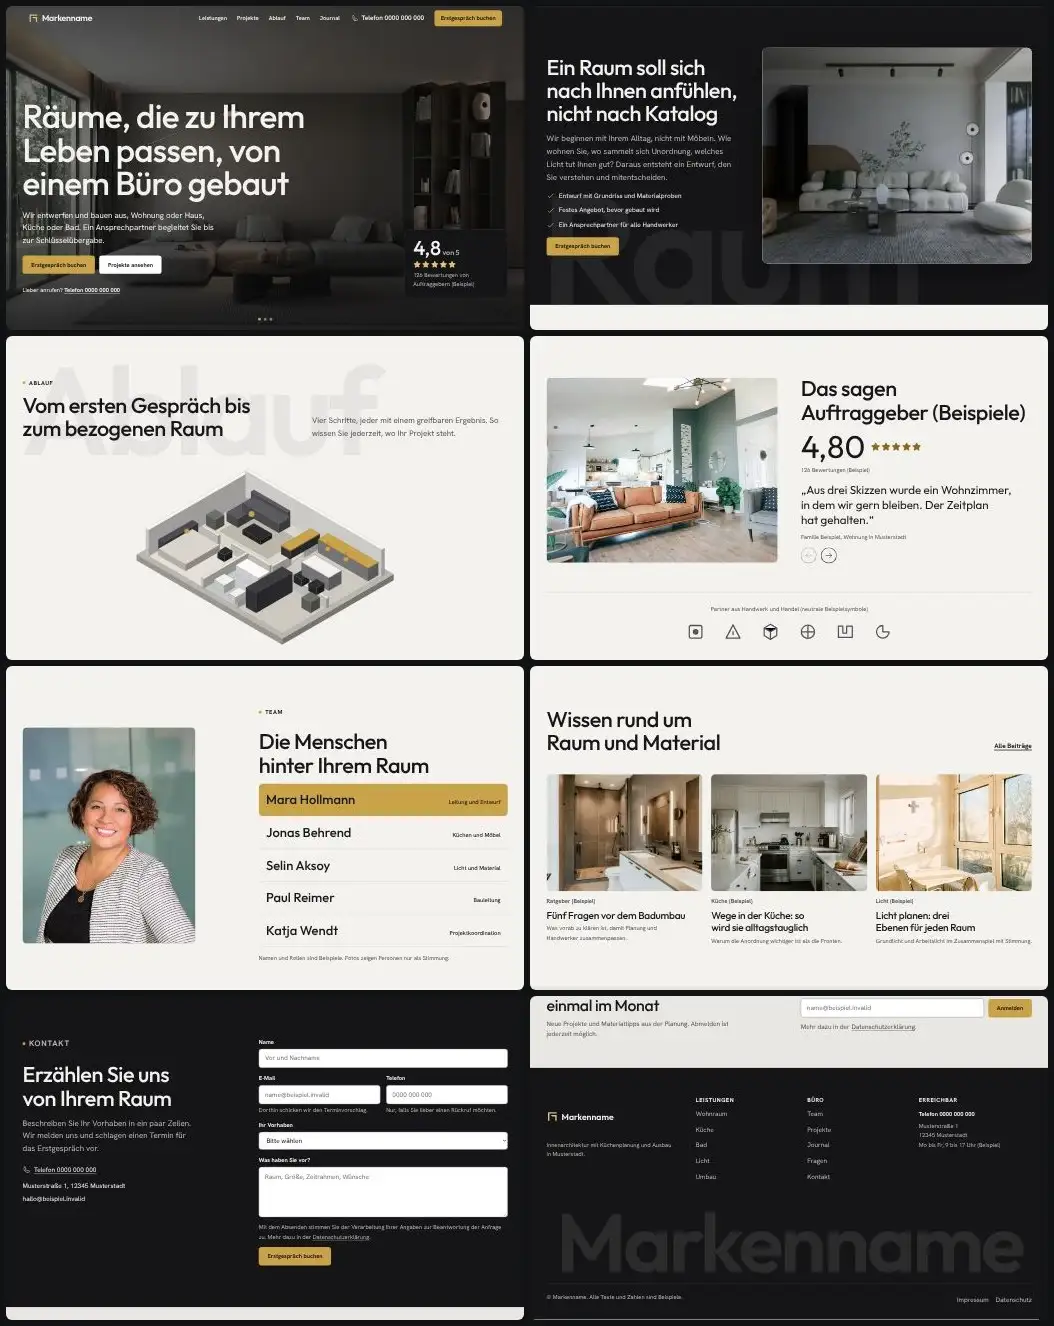 Markenname
Leistungen Projekte Ablauf Team Journal Telefon 0000 000 000 Erstgespräch buchen
Räume, die zu Ihrem
Leben passen, von
einem Büro gebaut
Wir entwerfen und bauen aus, Wohnung oder Haus,
Küche oder Bad. Ein Ansprechpartner begleitet Sie bis
zur Schlüsselübergabe.
Erstgespräch buchen Projekte ansehen
Lieber anrufen? Telefon 0000 000 000
4,8 von 5
126 Bewertungen von
Auftraggebern (Beispiel)
Ein Raum soll sich
nach Ihnen anfühlen,
nicht nach Katalog
Wir beginnen mit Ihrem Alltag, nicht mit Möbeln. Wie
wohnen Sie, wo sammelt sich Unordnung, welches
Licht tut Ihnen gut? Daraus entsteht ein Entwurf, den
Sie verstehen und mitentscheiden.
Entwurf mit Grundriss und Materialproben
Festes Angebot, bevor gebaut wird
Ein Ansprechpartner für alle Handwerker
Erstgespräch buchen
Raum
Ablauf
ABLAUF
Vom ersten Gespräch bis
zum bezogenen Raum
Vier Schritte, jeder mit einem greifbaren Ergebnis. So
wissen Sie jederzeit, wo Ihr Projekt steht.
Das sagen
Auftraggeber (Beispiele)
4,80
126 Bewertungen (Beispiel)
„Aus drei Skizzen wurde ein Wohnzimmer,
in dem wir gern bleiben. Der Zeitplan
hat gehalten.“
Familie Beispiel, Wohnung in Musterstadt
Partner aus Handwerk und Handel (neutrale Beispielsymbole)
TEAM
Die Menschen
hinter Ihrem Raum
Mara Hollmann Leitung und Entwurf
Jonas Behrend Küchen und Möbel
Selin Aksoy Licht und Material
Paul Reimer Bauleitung
Katja Wendt Projektkoordination
Namen und Rollen sind Beispiele. Fotos zeigen Personen nur als Stimmung.
Wissen rund um
Raum und Material
Alle Beiträge
Ratgeber (Beispiel)
Fünf Fragen vor dem Badumbau
Was vorab zu klären ist, damit Planung und
Handwerker zusammenpassen.
Küche (Beispiel)
Wege in der Küche: so
wird sie alltagstauglich
Warum die Anordnung wichtiger ist als die Fronten.
Licht (Beispiel)
Licht planen: drei
Ebenen für jeden Raum
Grundlicht und Arbeitslicht im Zusammenspiel mit Stimmung.
KONTAKT
Erzählen Sie uns
von Ihrem Raum
Beschreiben Sie Ihr Vorhaben in ein paar Zeilen.
Wir melden uns und schlagen einen Termin für
das Erstgespräch vor.
Telefon 0000 000 000
Musterstraße 1, 12345 Musterstadt
hallo@beispiel.invalid
Name
Vor und Nachname
E-Mail Telefon
name@beispiel.invalid 0000 000 000
Dorthin schicken wir den Terminvorschlag. Nur, falls Sie lieber einen Rückruf möchten.
Ihr Vorhaben
Bitte wählen
Was haben Sie vor?
Raum, Größe, Zeitrahmen, Wünsche
Mit dem Absenden stimmen Sie der Verarbeitung Ihrer Angaben zur Beantwortung der Anfrage
zu. Mehr dazu in der Datenschutzerklärung.
Erstgespräch buchen
einmal im Monat
Neue Projekte und Materialtipps aus der Planung. Abmelden ist
jederzeit möglich.
name@beispiel.invalid Anmelden
Mehr dazu in der Datenschutzerklärung.
Markenname
Innenarchitektur mit Küchenplanung und Ausbau
in Musterstadt.
LEISTUNGEN
Wohnraum
Küche
Bad
Licht
Umbau
BÜRO
Team
Projekte
Journal
Fragen
Kontakt
ERREICHBAR
Telefon 0000 000 000
Musterstraße 1
12345 Musterstadt
Mo bis Fr, 9 bis 17 Uhr (Beispiel)
Markenname
© Markenname. Alle Texte und Zahlen sind Beispiele.
Impressum Datenschutz